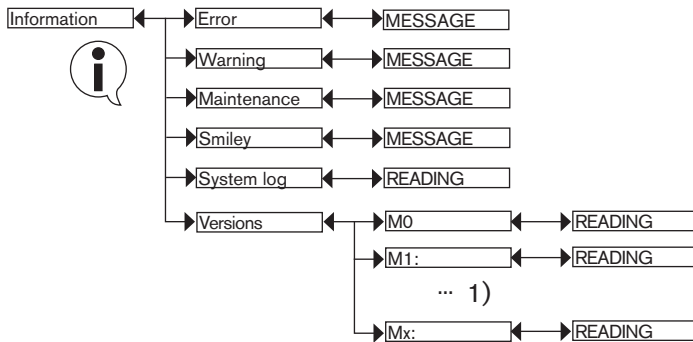 Information Error MESSAGE
Warning MESSAGE
Maintenance MESSAGE
Smiley MESSAGE
System log READING
Versions M0 READING
M1: READING
... 1)
Mx: READING